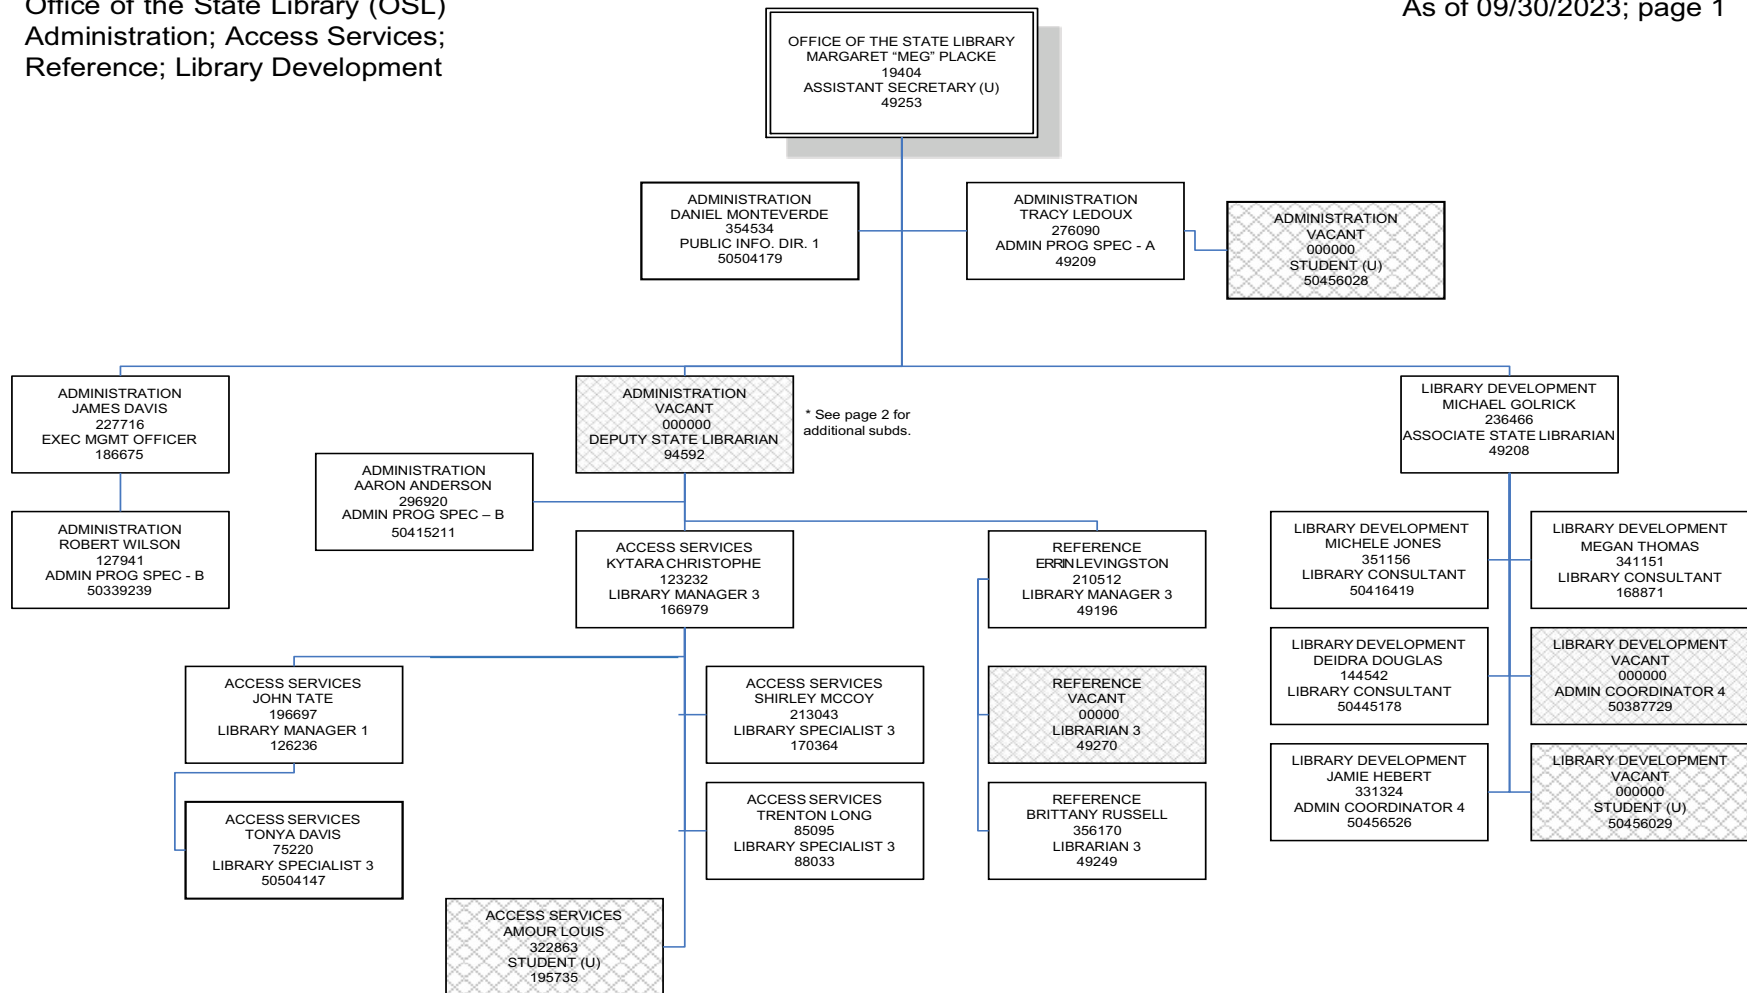 Office of the State Library (OSL)
Administration; Access Services;
Reference; Library Development
As of 09/30/2023; page 1
OFFICE OF THE STATE LIBRARY
MARGARET “MEG” PLACKE
19404
ASSISTANT SECRETARY (U)
49253
ADMINISTRATION
DANIEL MONTEVERDE
354534
PUBLIC INFO. DIR. 1
50504179
ADMINISTRATION
TRACY LEDOUX
276090
ADMIN PROG SPEC - A
49209
ADMINISTRATION
VACANT
000000
STUDENT (U)
50456028
ADMINISTRATION
JAMES DAVIS
227716
EXEC MGMT OFFICER
186675
ADMINISTRATION
VACANT
000000
DEPUTY STATE LIBRARIAN
94592
* See page 2 for
additional subds.
LIBRARY DEVELOPMENT
MICHAEL GOLRICK
236466
ASSOCIATE STATE LIBRARIAN
49208
ADMINISTRATION
AARON ANDERSON
296920
ADMIN PROG SPEC – B
50415211
ADMINISTRATION
ROBERT WILSON
127941
ADMIN PROG SPEC - B
50339239
ACCESS SERVICES
KYTARA CHRISTOPHE
123232
LIBRARY MANAGER 3
166979
REFERENCE
ERRIN LEVINGSTON
210512
LIBRARY MANAGER 3
49196
LIBRARY DEVELOPMENT
MICHELE JONES
351156
LIBRARY CONSULTANT
50416419
LIBRARY DEVELOPMENT
MEGAN THOMAS
341151
LIBRARY CONSULTANT
168871
LIBRARY DEVELOPMENT
DEIDRA DOUGLAS
144542
LIBRARY CONSULTANT
50445178
LIBRARY DEVELOPMENT
VACANT
000000
ADMIN COORDINATOR 4
50387729
ACCESS SERVICES
JOHN TATE
196697
LIBRARY MANAGER 1
126236
ACCESS SERVICES
SHIRLEY MCCOY
213043
LIBRARY SPECIALIST 3
170364
REFERENCE
VACANT
00000
LIBRARIAN 3
49270
LIBRARY DEVELOPMENT
JAMIE HEBERT
331324
ADMIN COORDINATOR 4
50456526
LIBRARY DEVELOPMENT
VACANT
000000
STUDENT (U)
50456029
ACCESS SERVICES
TONYA DAVIS
75220
LIBRARY SPECIALIST 3
50504147
ACCESS SERVICES
TRENTON LONG
85095
LIBRARY SPECIALIST 3
88033
REFERENCE
BRITTANY RUSSELL
356170
LIBRARIAN 3
49249
ACCESS SERVICES
AMOUR LOUIS
322863
STUDENT (U)
195735